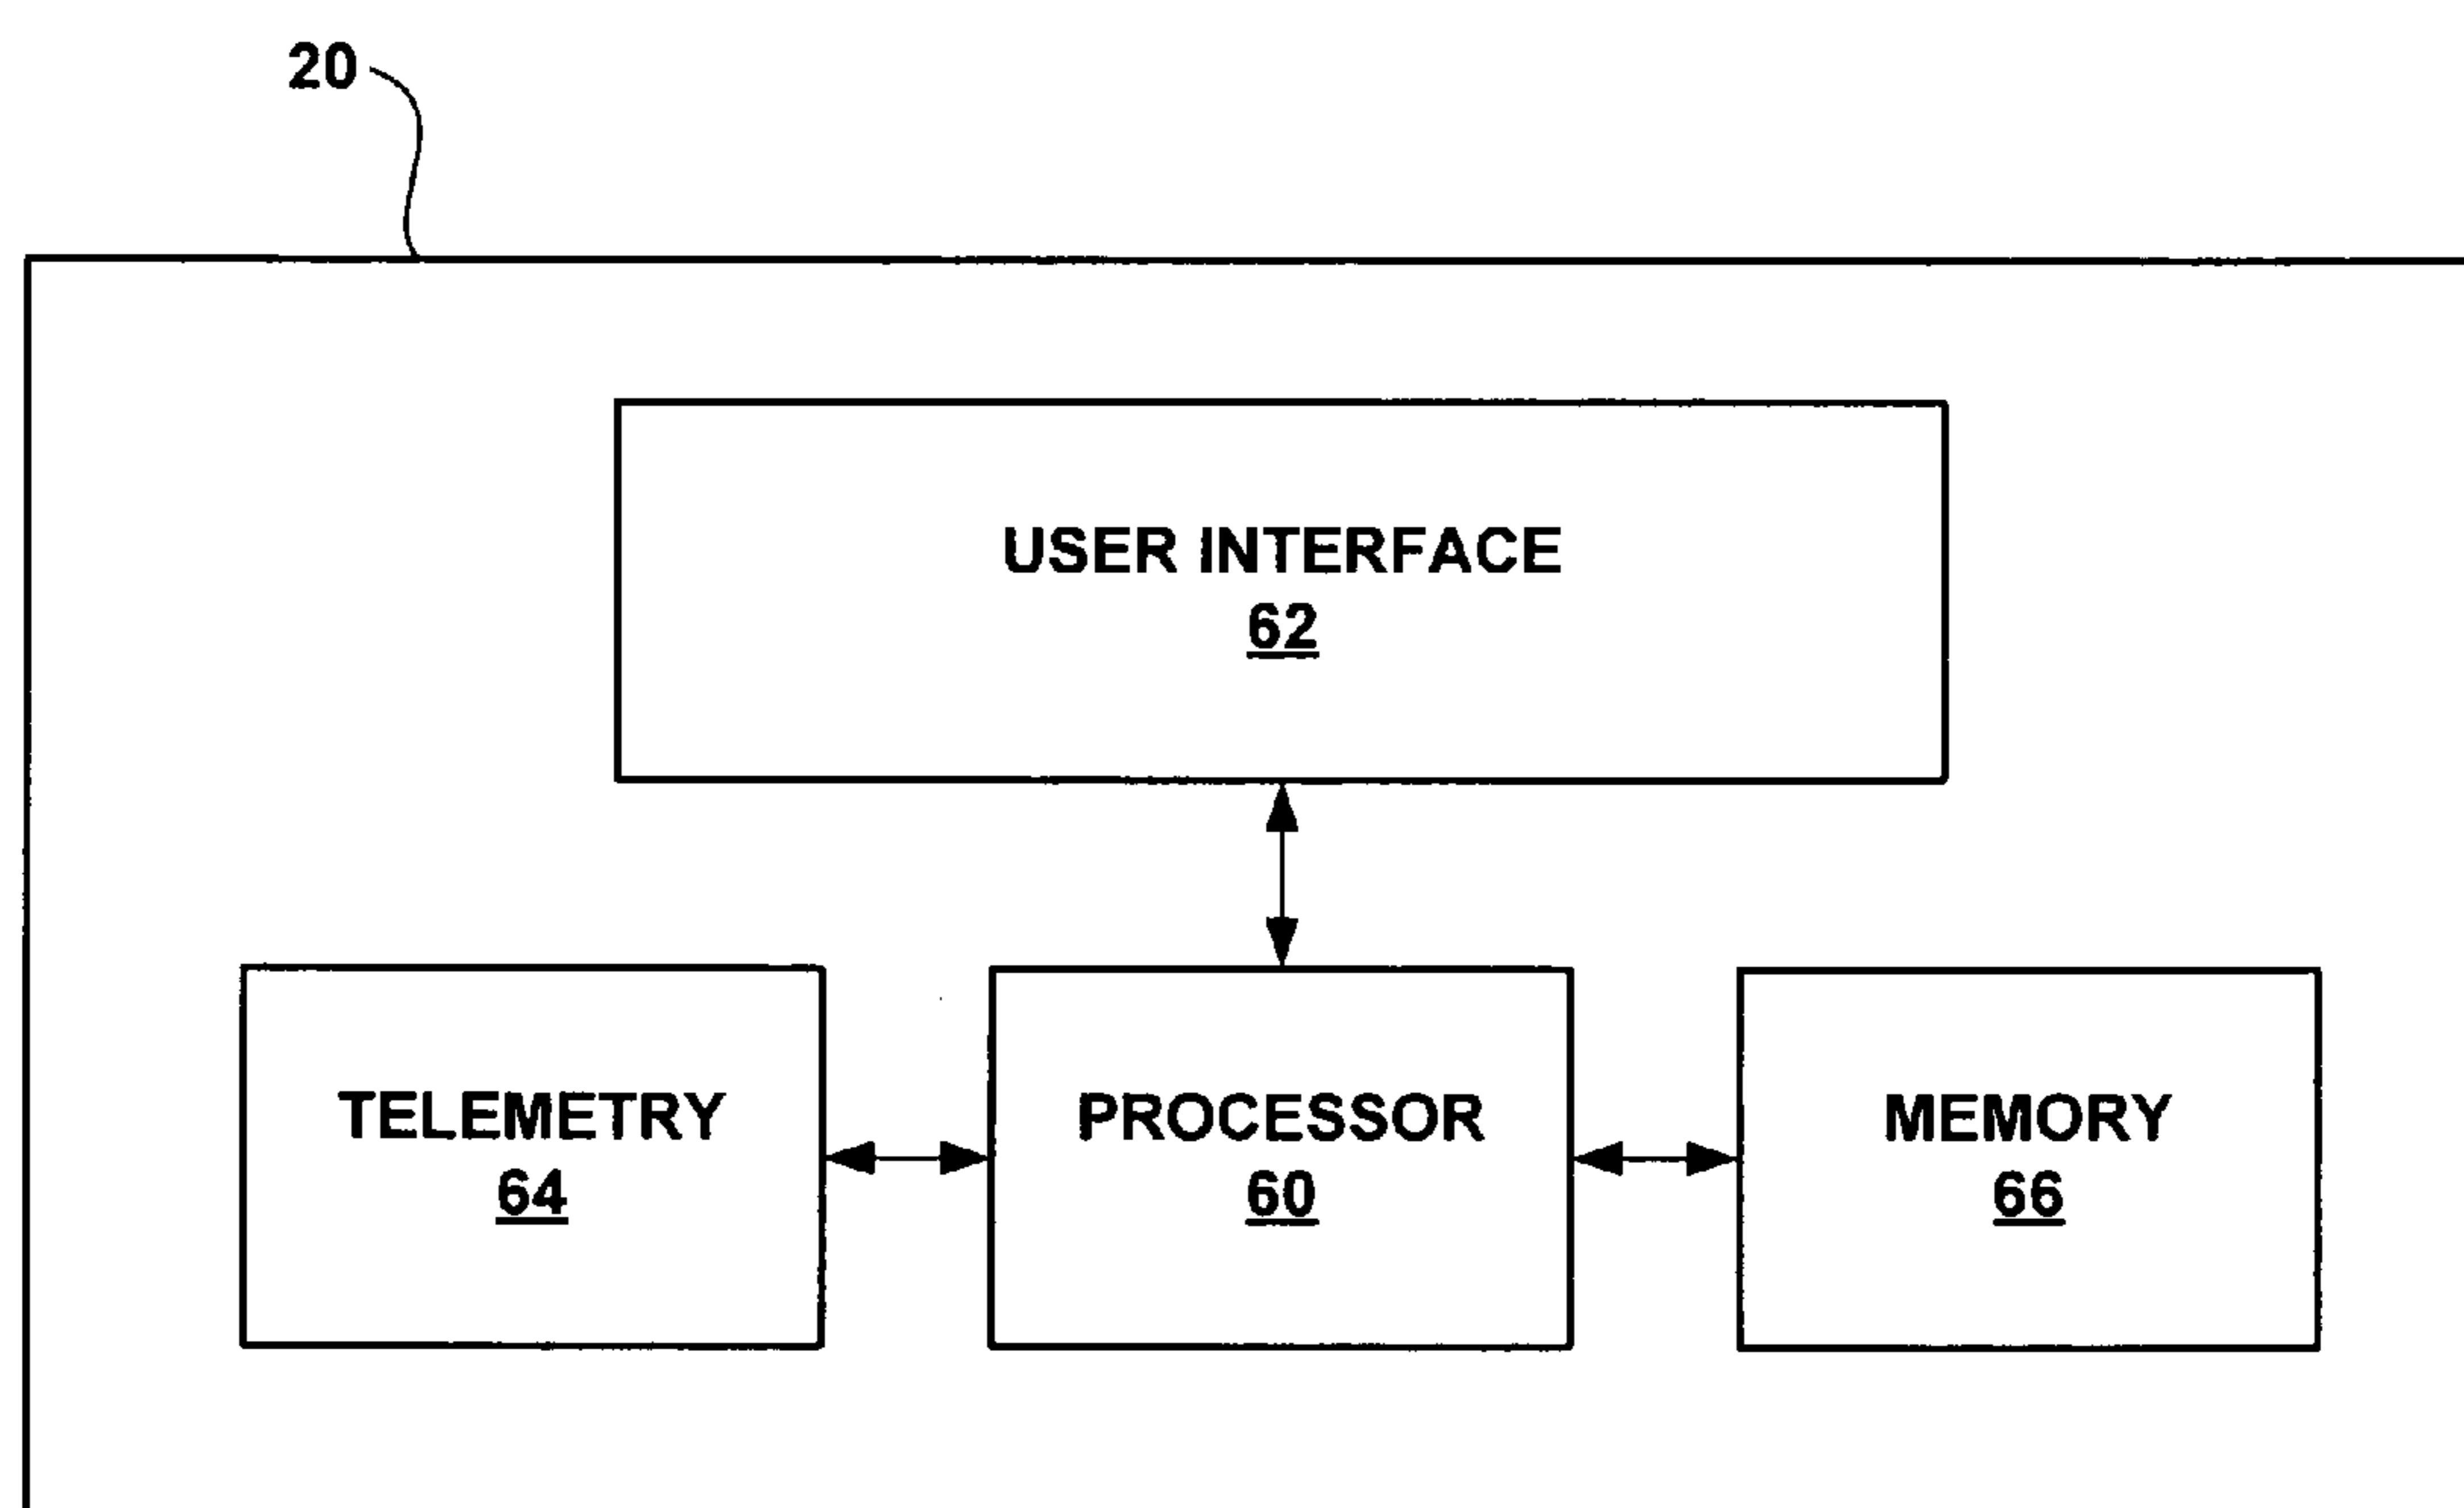 20
USER INTERFACE
62
TELEMETRY
64
PROCESSOR
60
MEMORY
66